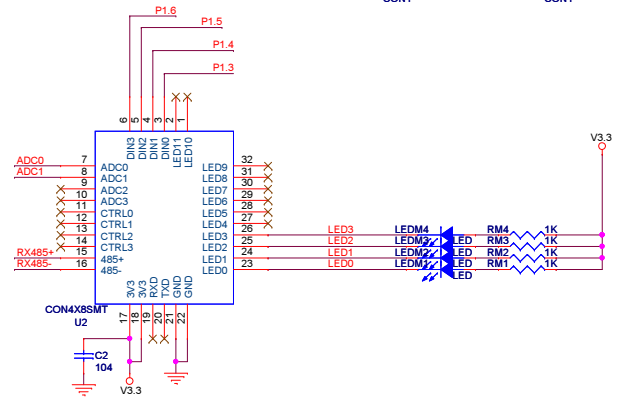 CON1 CON1
P1.6
P1.5
P1.4
P1.3
6 5 4 3 2 1
DIN3 DIN2 DIN1 DIN0 LED11 LED10
V3.3
ADC0 7 ADC0 LED9 32
ADC1 8 ADC1 LED8 31
9 ADC2 LED7 30
10 ADC3 LED6 29
11 CTRL0 LED5 28
12 CTRL1 LED4 27
13 CTRL2 LED3 26 LED3 LEDM4 RM4 1K
14 CTRL3 LED2 25 LED2 LEDM3 LED RM3 1K
RX485+ 15 485+ LED1 24 LED1 LEDM2 LED RM2 1K
RX485- 16 485- LED0 23 LED0 LEDM1 LED RM1 1K
LED
3V3 3V3 RXD TXD GND GND
CON4X8SMT
U2
17 18 19 20 21 22
C2
104
V3.3